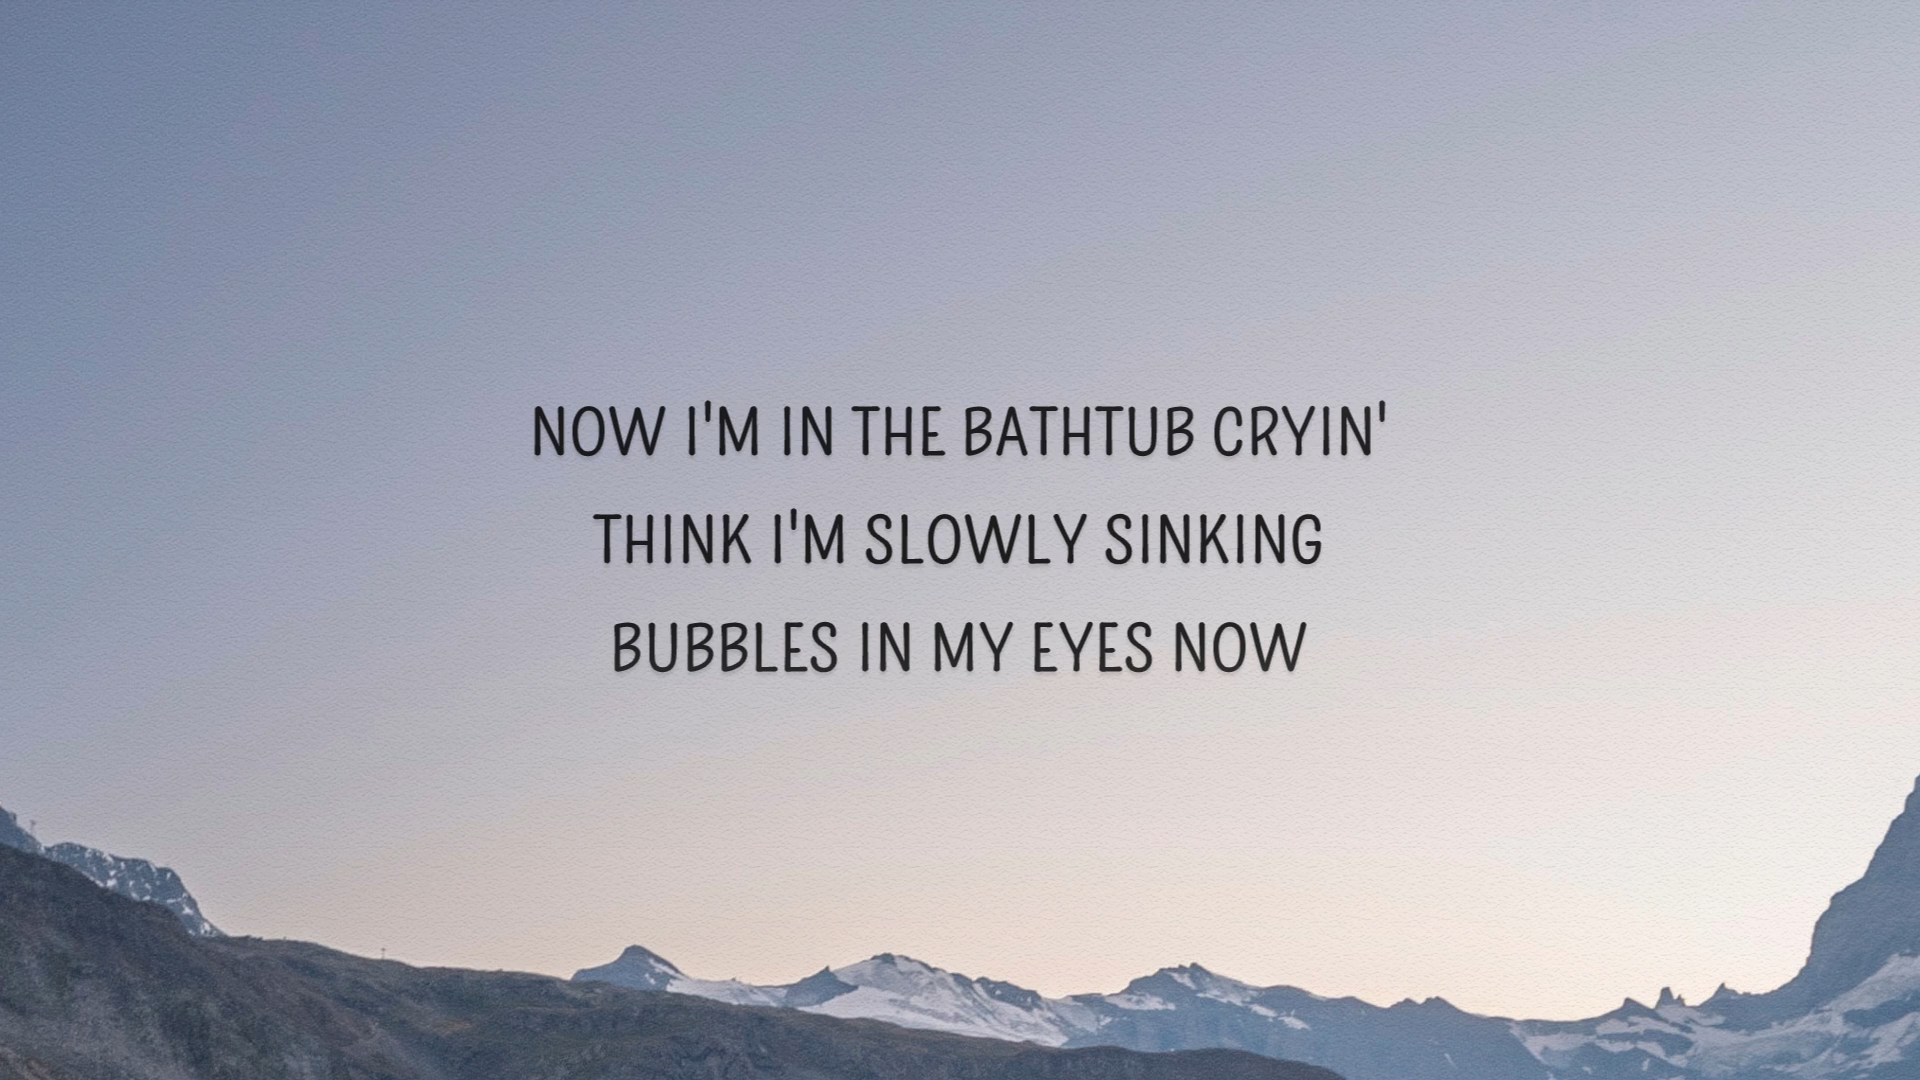 NOW I'M IN THE BATHTUB CRYIN'
THINK I'M SLOWLY SINKING
BUBBLES IN MY EYES NOW